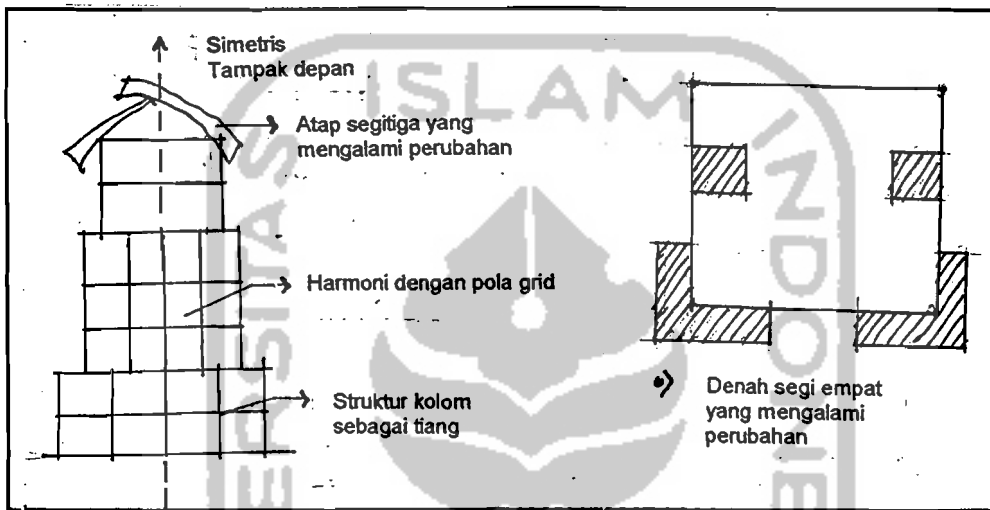 Simetris
Tampak depan
Atap segitiga yang
mengalami perubahan
Harmoni dengan pola grid
Struktur kolom
sebagai tiang
Denah segi empat
yang mengalami
perubahan
ISLAM